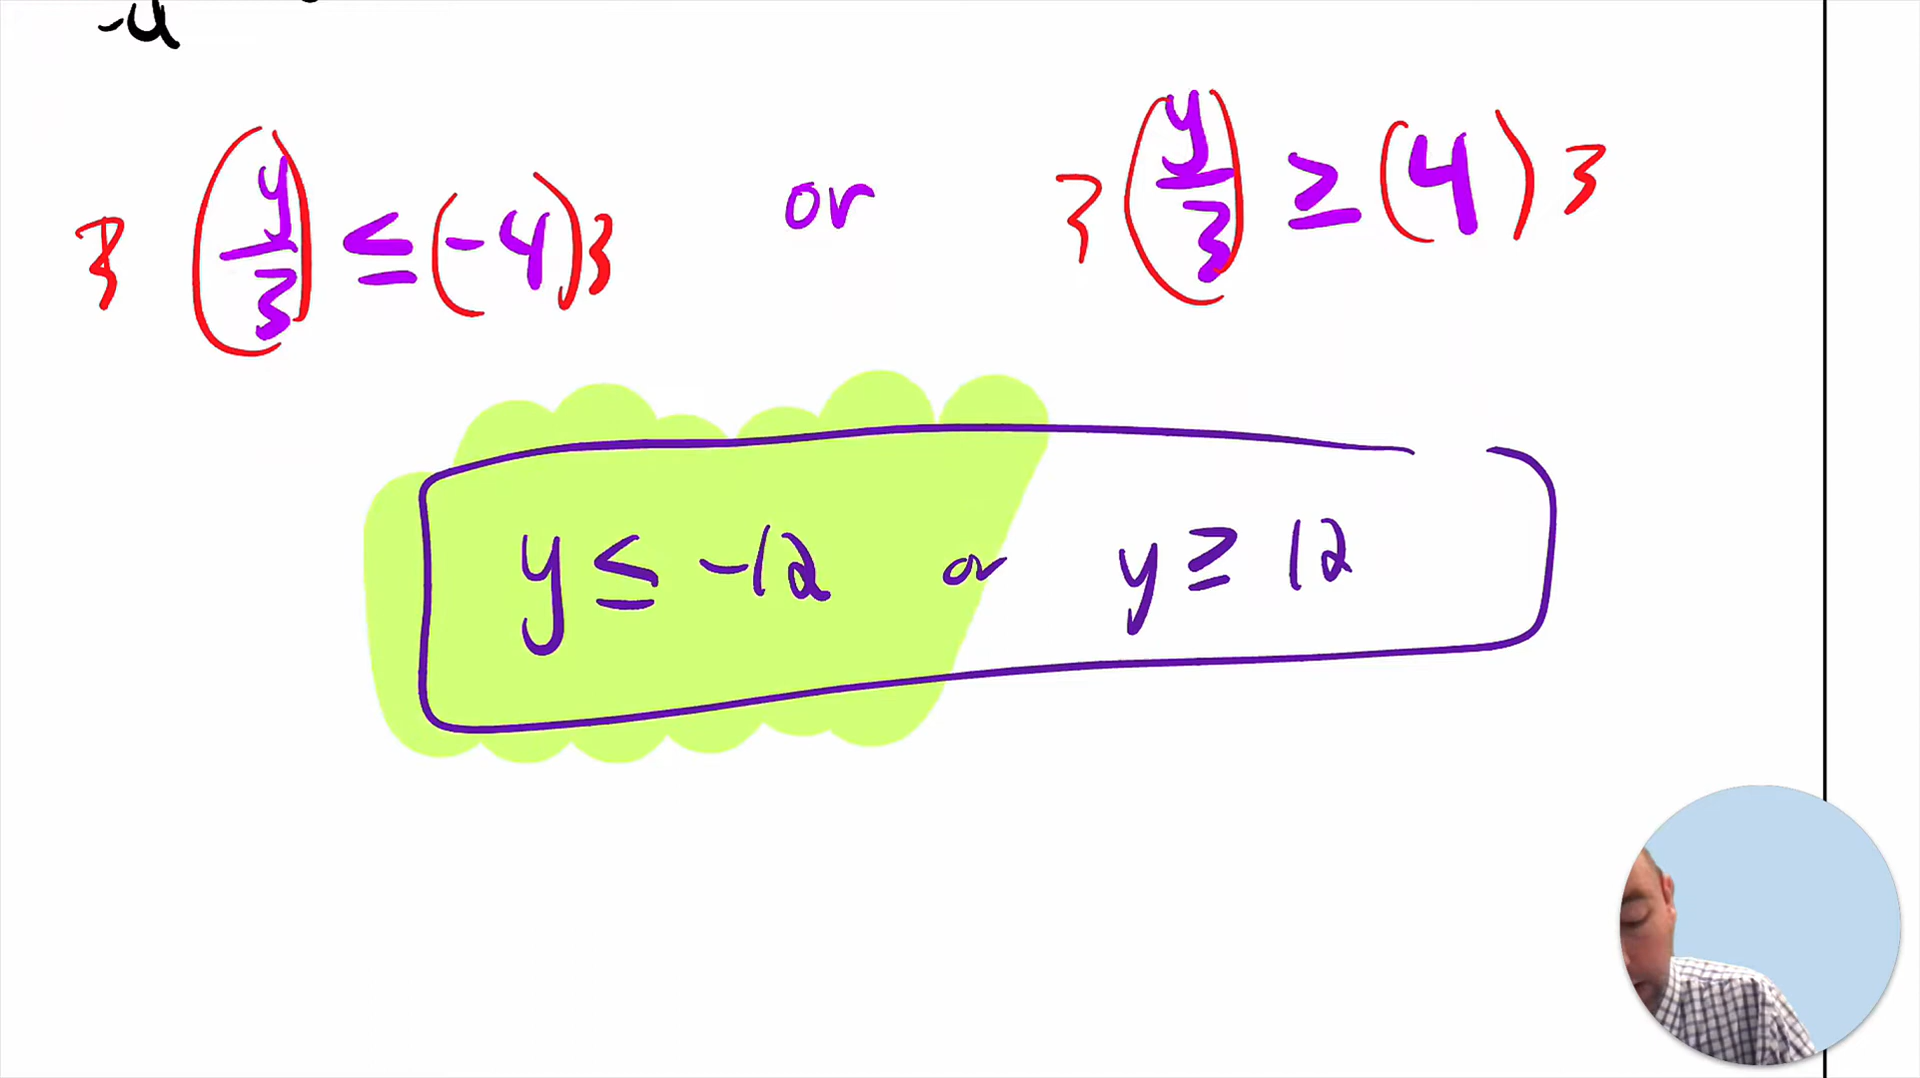 3(y/3) ≤ (-4)3 or 3(y/3) ≥ (4)3
y ≤ -12 or y ≥ 12